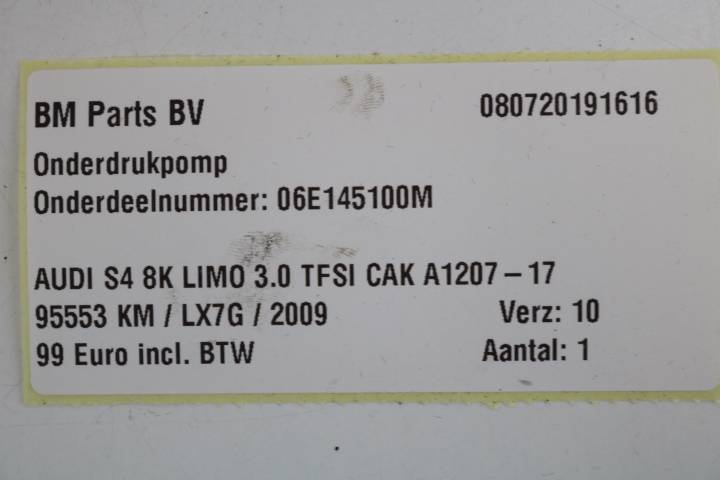 BM Parts BV 080720191616
Onderdrukpomp
Onderdeelnummer: 06E145100M
AUDI S4 8K LIMO 3.0 TFSI CAK A1207 – 17
95553 KM / LX7G / 2009 Verz: 10
99 Euro incl. BTW Aantal: 1